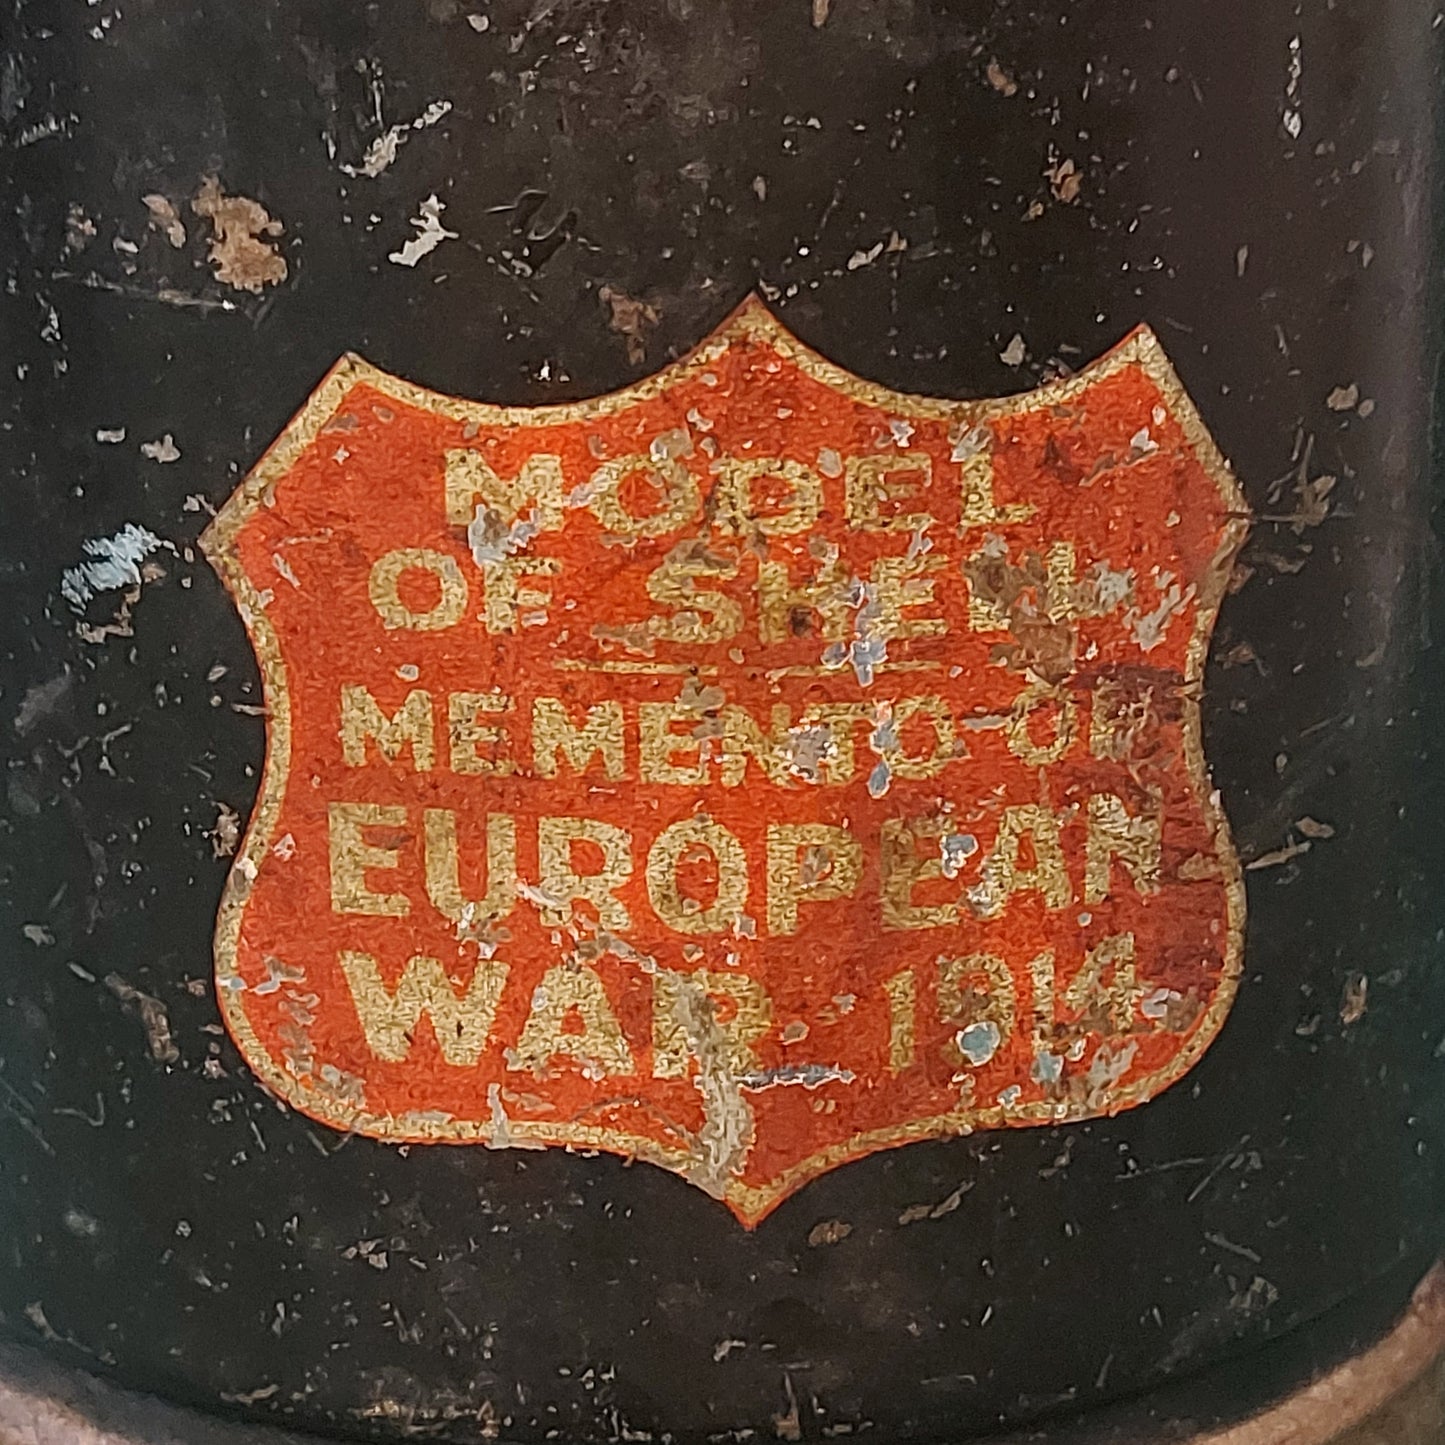 MODEL
OF SHELL
MEMENTO OF
EUROPEAN
WAR 1914